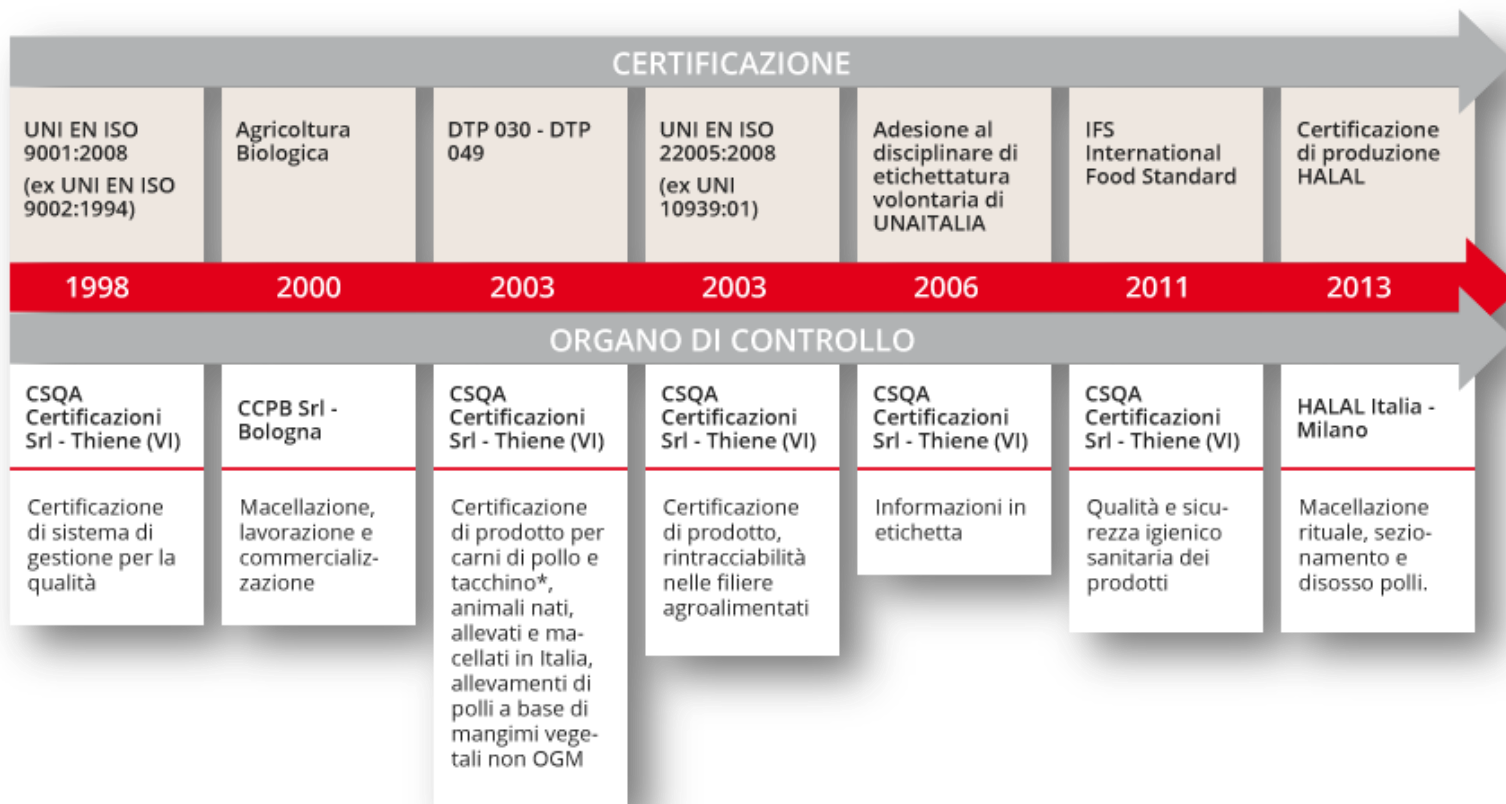 CERTIFICAZIONE
UNI EN ISO
9001:2008
(ex UNI EN ISO
9002:1994)
Agricoltura
Biologica
DTP 030 - DTP
049
UNI EN ISO
22005:2008
(ex UNI
10939:01)
Adesione al
disciplinare di
etichettatura
volontaria di
UNAITALIA
IFS
International
Food Standard
Certificazione
di produzione
HALAL
1998
2000
2003
2003
2006
2011
2013
ORGANO DI CONTROLLO
CSQA
Certificazioni
Srl - Thiene (VI)
CCPB Srl -
Bologna
CSQA
Certificazioni
Srl - Thiene (VI)
CSQA
Certificazioni
Srl - Thiene (VI)
CSQA
Certificazioni
Srl - Thiene (VI)
CSQA
Certificazioni
Srl - Thiene (VI)
HALAL Italia -
Milano
Certificazione
di sistema di
gestione per la
qualità
Macellazione,
lavorazione e
commercializ-
zazione
Certificazione
di prodotto per
carni di pollo e
tacchino*,
animali nati,
allevati e ma-
cellati in Italia,
allevamenti di
polli a base di
mangimi vege-
tali non OGM
Certificazione
di prodotto,
rintracciabilità
nelle filiere
agroalimentati
Informazioni in
etichetta
Qualità e sicu-
rezza igienico
sanitaria dei
prodotti
Macellazione
rituale, sezio-
namento e
disosso polli.